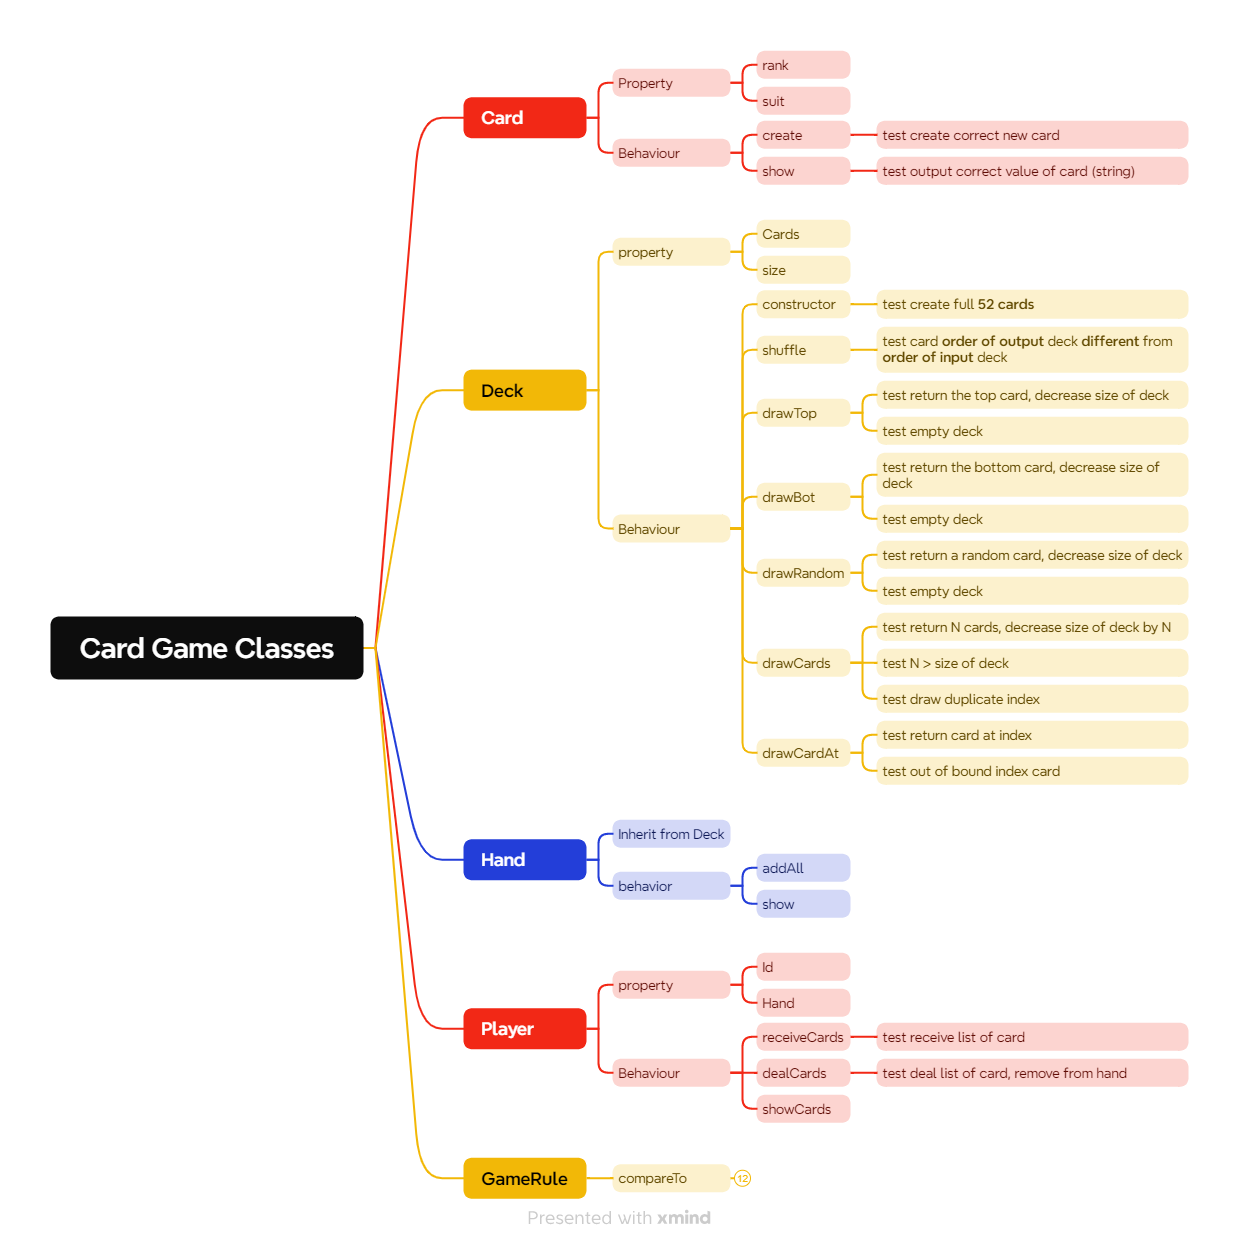 Card Game Classes
Card
Property
rank
suit
Behaviour
create
test create correct new card
show
test output correct value of card (string)
Deck
property
Cards
size
Behaviour
constructor
test create full 52 cards
shuffle
test card order of output deck different from
order of input deck
drawTop
test return the top card, decrease size of deck
test empty deck
drawBot
test return the bottom card, decrease size of
deck
test empty deck
drawRandom
test return a random card, decrease size of deck
test empty deck
drawCards
test return N cards, decrease size of deck by N
test N > size of deck
test draw duplicate index
drawCardAt
test return card at index
test out of bound index card
Hand
Inherit from Deck
behavior
addAll
show
Player
property
Id
Hand
Behaviour
receiveCards
test receive list of card
dealCards
test deal list of card, remove from hand
showCards
GameRule
compareTo
12
Presented with xmind